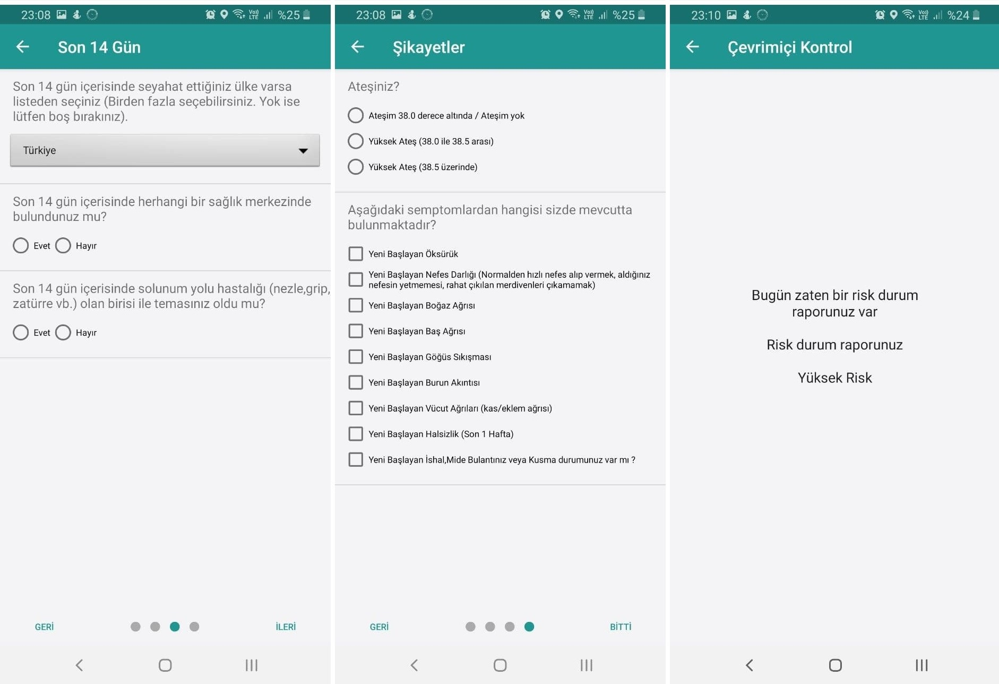 23:08 Vo)) LTE %25
Son 14 Gün
Son 14 gün içerisinde seyahat ettiğiniz ülke varsa
listeden seçiniz (Birden fazla seçebilirsiniz. Yok ise
lütfen boş bırakınız).
Türkiye
Son 14 gün içerisinde herhangi bir sağlık merkezinde
bulundunuz mu?
Evet Hayır
Son 14 gün içerisinde solunum yolu hastalığı (nezle,grip,
zatürre vb.) olan birisi ile temasınız oldu mu?
Evet Hayır
GERİ İLERİ
23:08 Vo)) LTE %25
Şikayetler
Ateşiniz?
Ateşim 38.0 derece altında / Ateşim yok
Yüksek Ateş (38.0 ile 38.5 arası)
Yüksek Ateş (38.5 üzerinde)
Aşağıdaki semptomlardan hangisi sizde mevcutta
bulunmaktadır?
Yeni Başlayan Öksürük
Yeni Başlayan Nefes Darlığı (Normalden hızlı nefes alıp vermek, aldığınız
nefesin yetmemesi, rahat çıkılan merdivenleri çıkamamak)
Yeni Başlayan Boğaz Ağrısı
Yeni Başlayan Baş Ağrısı
Yeni Başlayan Göğüs Sıkışması
Yeni Başlayan Burun Akıntısı
Yeni Başlayan Vücut Ağrıları (kas/eklem ağrısı)
Yeni Başlayan Halsizlik (Son 1 Hafta)
Yeni Başlayan İshal,Mide Bulantınız veya Kusma durumunuz var mı ?
GERİ BİTTİ
23:10 Vo)) LTE %24
Çevrimiçi Kontrol
Bugün zaten bir risk durum
raporunuz var
Risk durum raporunuz
Yüksek Risk